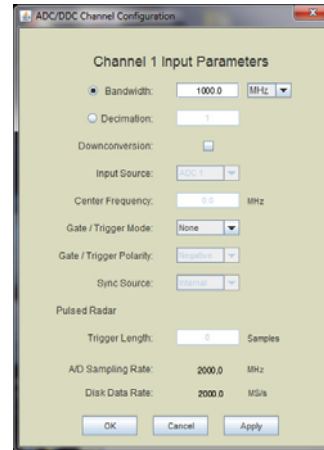 ADC/DDC Channel Configuration
Channel 1 Input Parameters
Bandwidth: 1000.0 MHz
Decimation: 1
Downconversion:
Input Source: ADC 1
Center Frequency: 0.0 MHz
Gate / Trigger Mode: None
Gate / Trigger Polarity: Negative
Sync Source: Internal
Pulsed Radar
Trigger Length: 0 Samples
A/D Sampling Rate: 2000.0 MHz
Disk Data Rate: 2000.0 MS/s
OK Cancel Apply